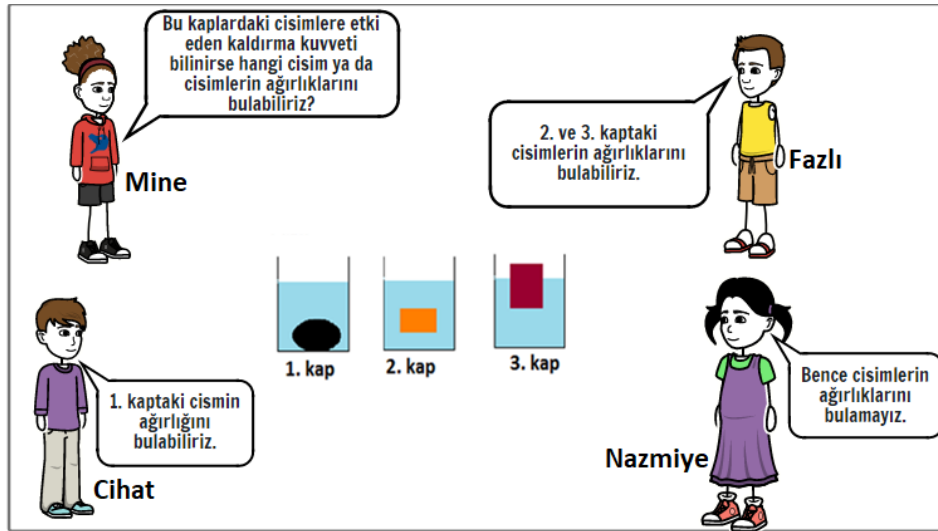 Bu kaplardaki cisimlere etki
eden kaldırma kuvveti
bilinirse hangi cisim ya da
cisimlerin ağırlıklarını
bulabiliriz?
Mine
2. ve 3. kaptaki
cisimlerin ağırlıklarını
bulabiliriz.
Fazlı
1. kap
2. kap
3. kap
1. kaptaki cismin
ağırlığını
bulabiliriz.
Cihat
Bence cisimlerin
ağırlıklarını
bulamayız.
Nazmiye